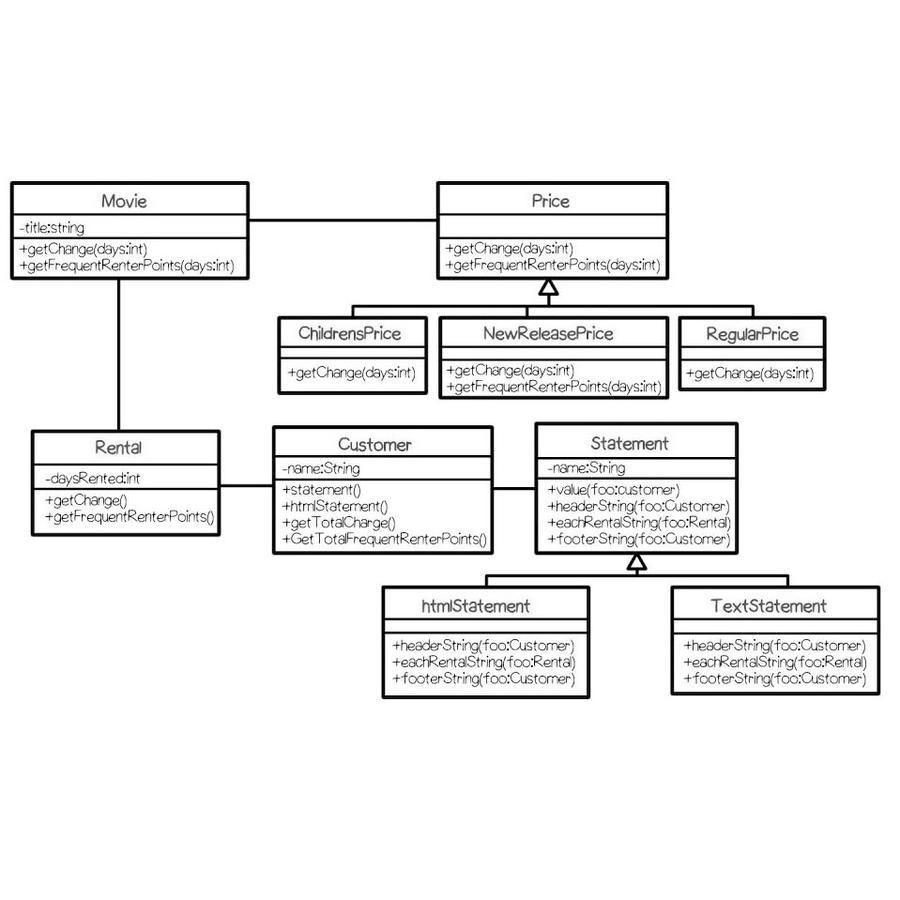 Movie
-title:string
+getChange(days:int)
+getFrequentRenterPoints(days:int)
Price
+getChange(days:int)
+getFrequentRenterPoints(days:int)
ChildrensPrice
+getChange(days:int)
NewReleasePrice
+getChange(days:int)
+getFrequentRenterPoints(days:int)
RegularPrice
+getChange(days:int)
Rental
-daysRented:int
+getChange()
+getFrequentRenterPoints()
Customer
-name:String
+statement()
+htmlStatement()
+getTotalCharge()
+GetTotalFrequentRenterPoints()
Statement
-name:String
+value(foo:customer)
+headerString(foo:Customer)
+eachRentalString(foo:Rental)
+footerString(foo:Customer)
htmlStatement
+headerString(foo:Customer)
+eachRentalString(foo:Rental)
+footerString(foo:Customer)
TextStatement
+headerString(foo:Customer)
+eachRentalString(foo:Rental)
+footerString(foo:Customer)